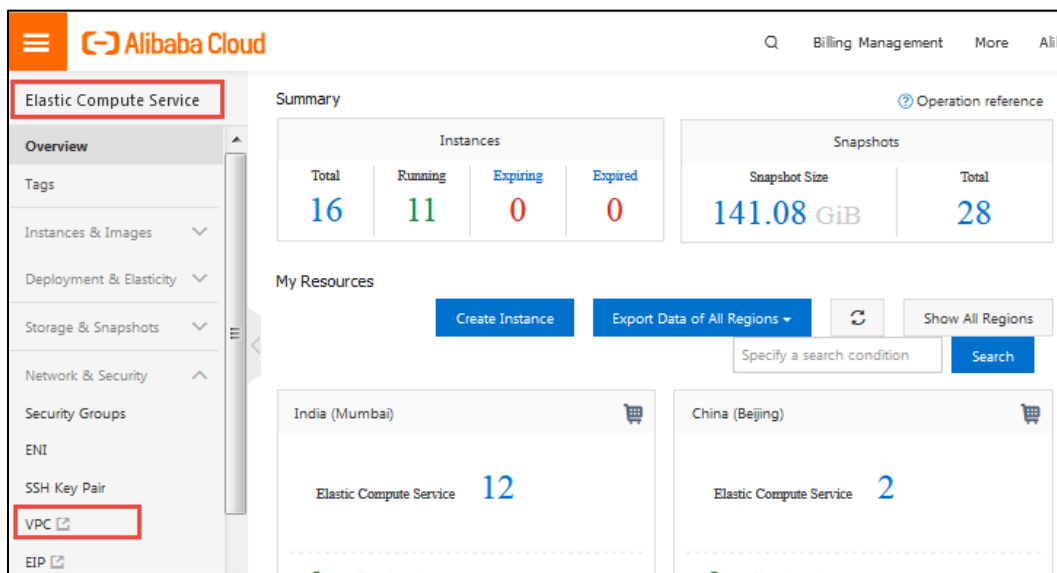 Alibaba Cloud
Billing Management
More
Elastic Compute Service
Overview
Tags
Instances & Images
Deployment & Elasticity
Storage & Snapshots
Network & Security
Security Groups
ENI
SSH Key Pair
VPC
EIP
Summary
Operation reference
Instances
Total Running Expiring Expired
16 11 0 0
Snapshots
Snapshot Size Total
141.08 GiB 28
My Resources
Create Instance
Export Data of All Regions
Show All Regions
Specify a search condition
Search
India (Mumbai)
Elastic Compute Service 12
China (Beijing)
Elastic Compute Service 2